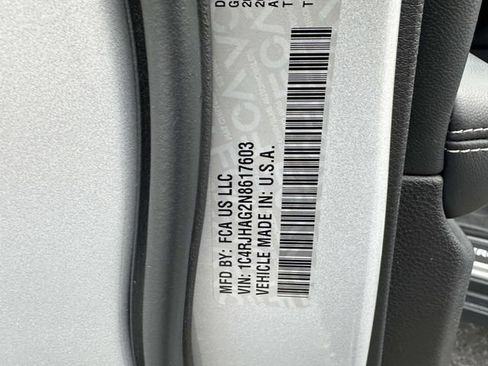 MFD BY: FCA US LLC
VIN: 1C4RJHAG2N8617603
VEHICLE MADE IN: U.S.A.